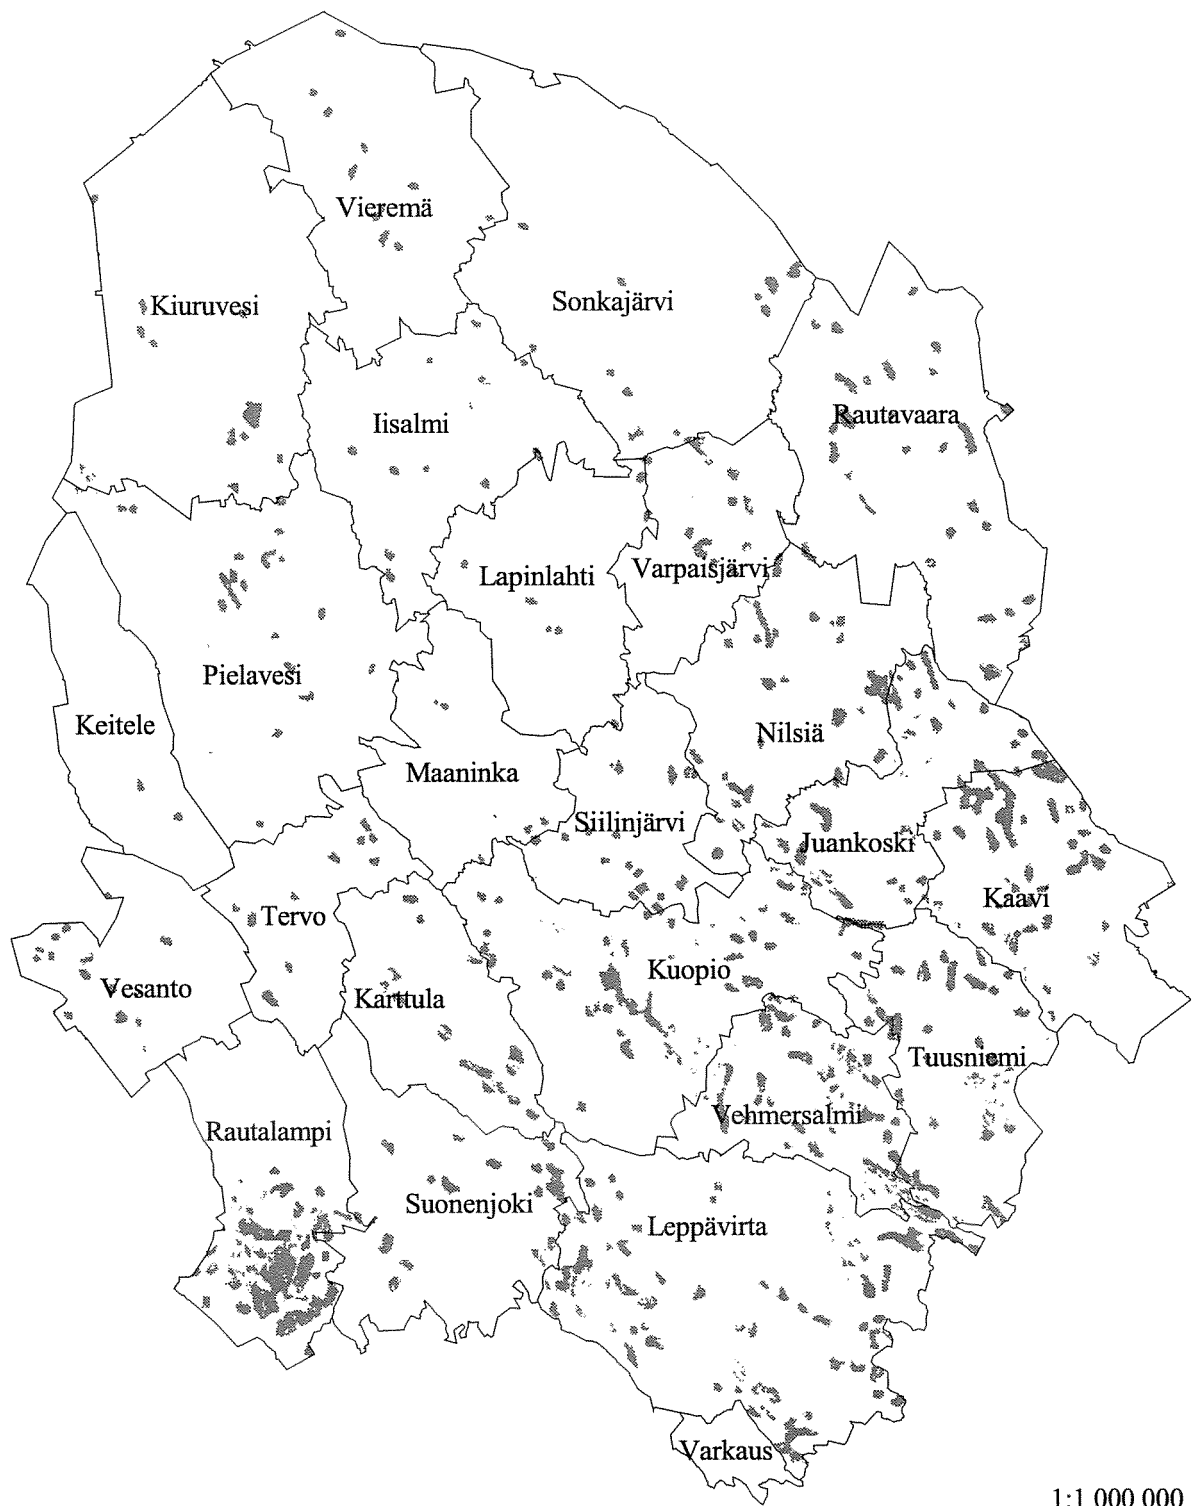 Vieremä
Kiuruvesi
Sonkajärvi
Iisalmi
Rautavaara
Lapinlahti
Varpaisjärvi
Pielavesi
Keitele
Nilsiä
Maaninka
Siilinjärvi
Juankoski
Kaavi
Tervo
Kuopio
Vesanto
Karttula
Tuusniemi
Vehmersalmi
Rautalampi
Suonenjoki
Leppävirta
Varkaus
1:1 000 000